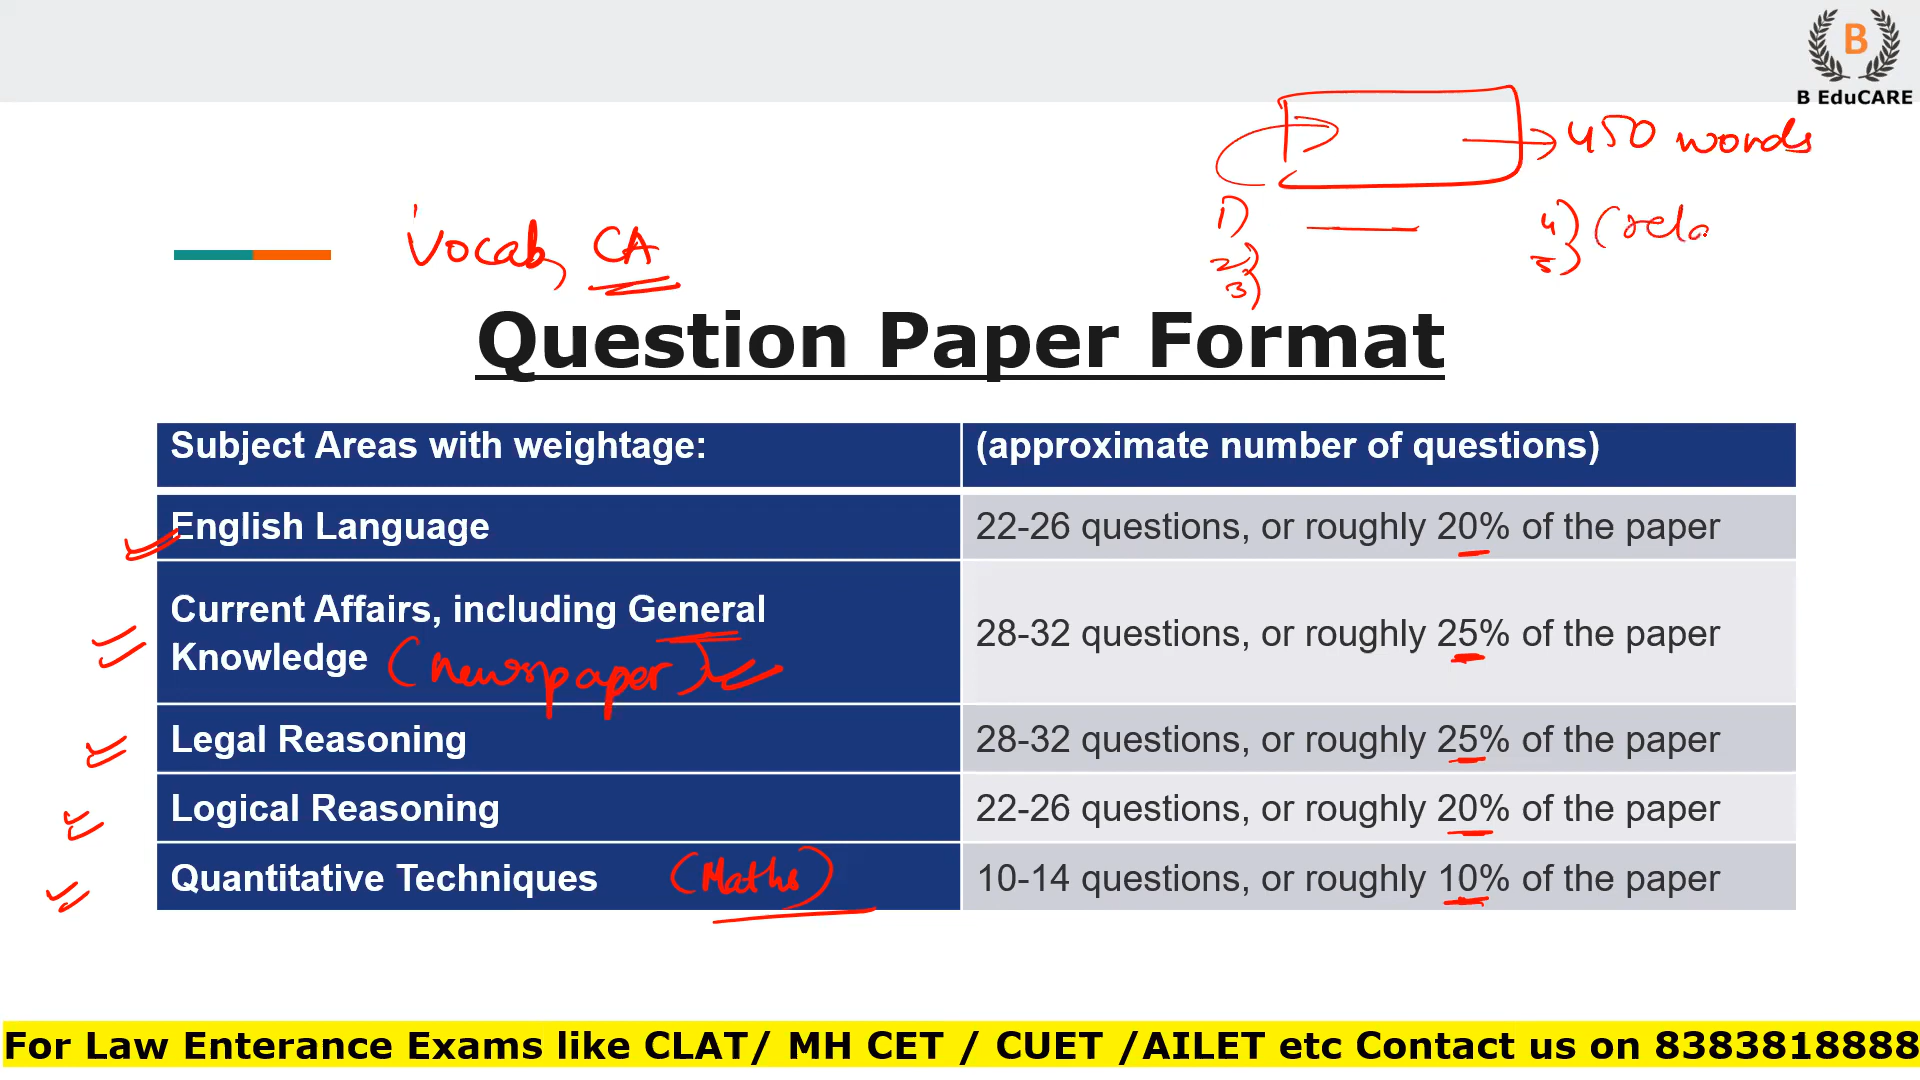 B
B EduCARE
450 words
1)
4) (rela
2)
5)
3)
Vocab, CA
Question Paper Format
Subject Areas with weightage: (approximate number of questions)
English Language 22-26 questions, or roughly 20% of the paper
Current Affairs, including General
Knowledge (newspaper) 28-32 questions, or roughly 25% of the paper
Legal Reasoning 28-32 questions, or roughly 25% of the paper
Logical Reasoning 22-26 questions, or roughly 20% of the paper
Quantitative Techniques (Maths) 10-14 questions, or roughly 10% of the paper
For Law Enterance Exams like CLAT/ MH CET / CUET /AILET etc Contact us on 8383818888